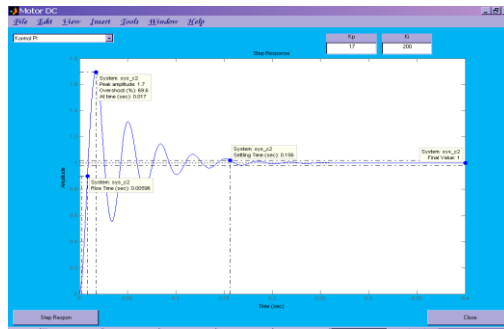 Motor DC
File Edit View Insert Tools Window Help
Kontrol PI
Kp
Ki
17
200
Step Response
System: sys_c2
Peak amplitude: 1.7
Overshoot (%): 69.6
At time (sec): 0.017
System: sys_c2
Settling Time (sec): 0.156
System: sys_c2
Final Value: 1
System: sys_c2
Rise Time (sec): 0.00596
Amplitude
Time (sec)
Step Respon
Close